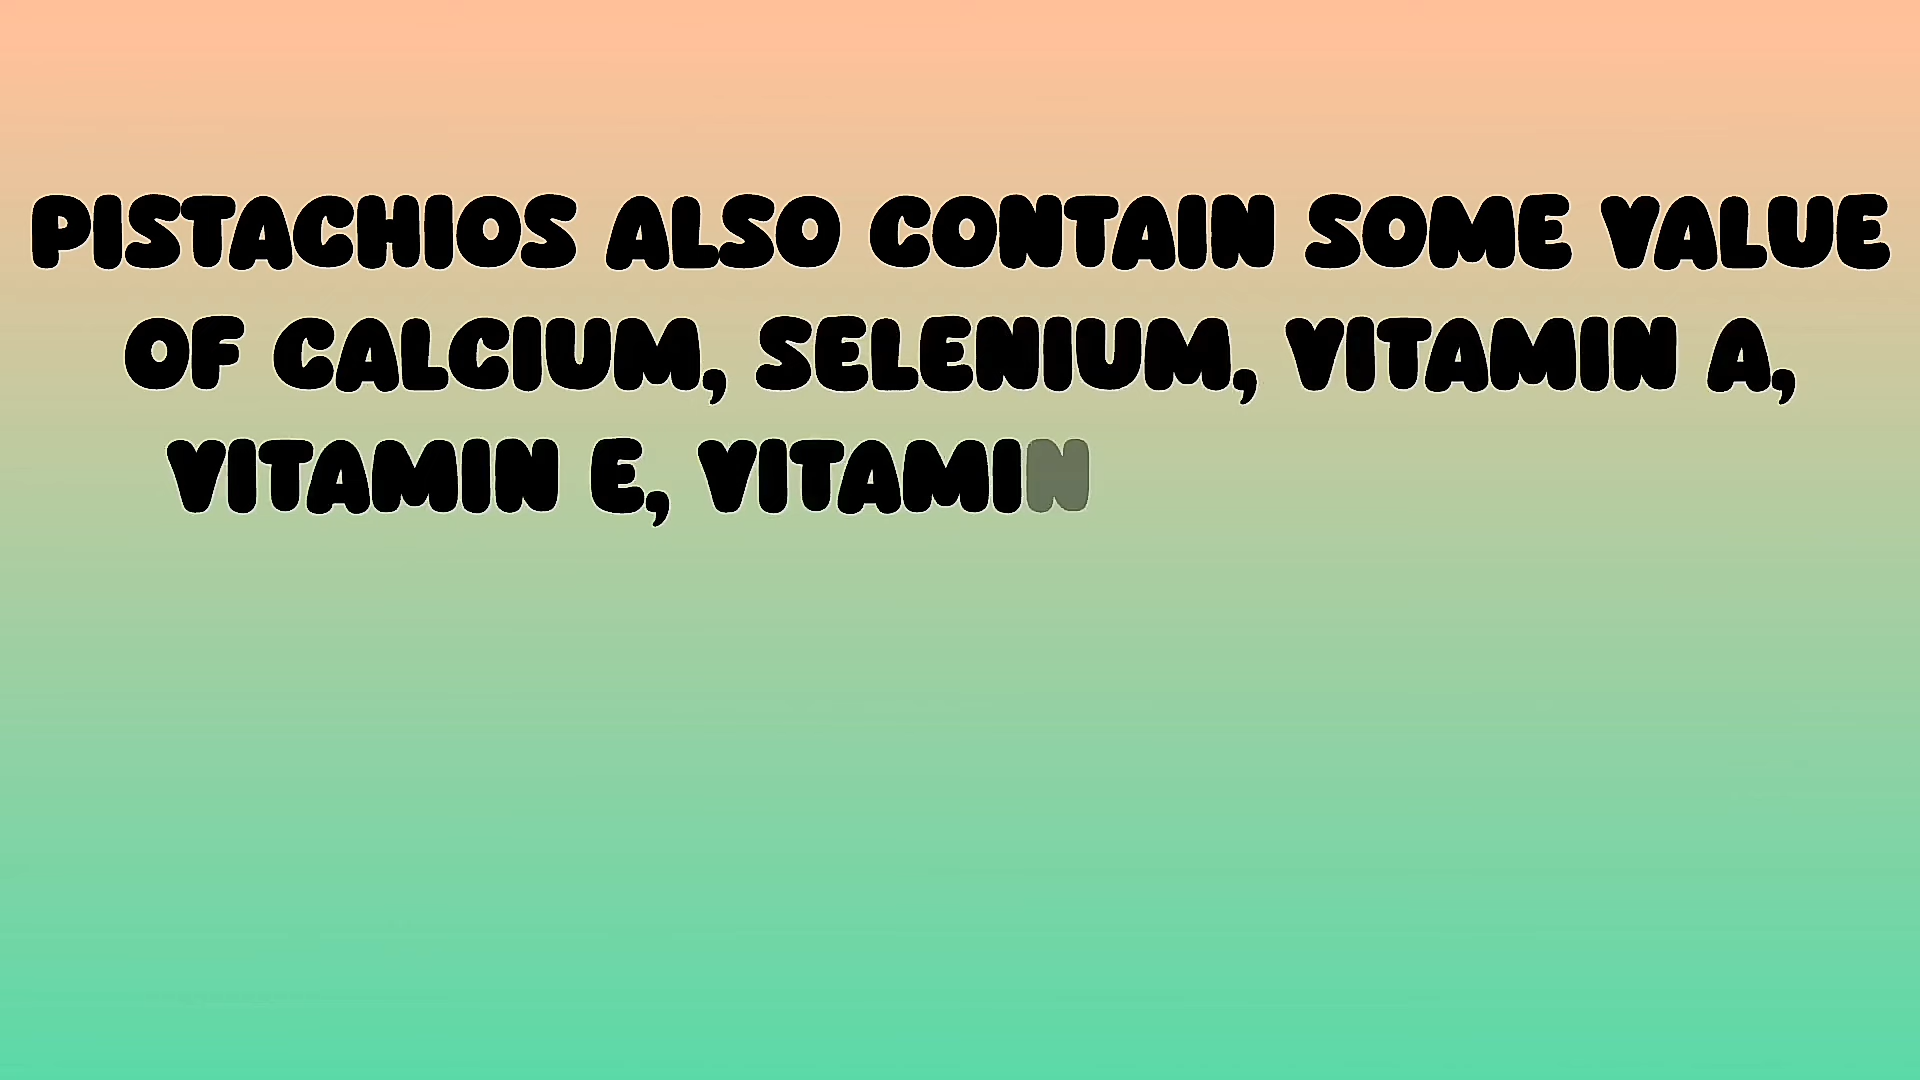 PISTACHIOS ALSO CONTAIN SOME VALUE
OF CALCIUM, SELENIUM, VITAMIN A,
VITAMIN E, VITAMIN